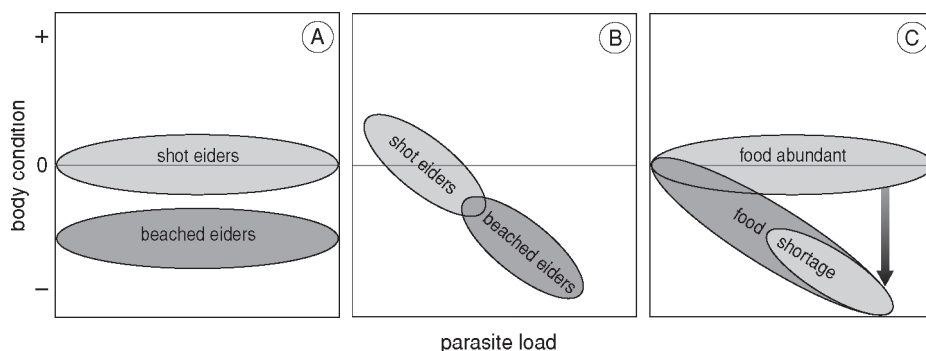 A
B
C
+
0
–
body condition
shot eiders
beached eiders
shot eiders
beached eiders
food abundant
food
shortage
parasite load